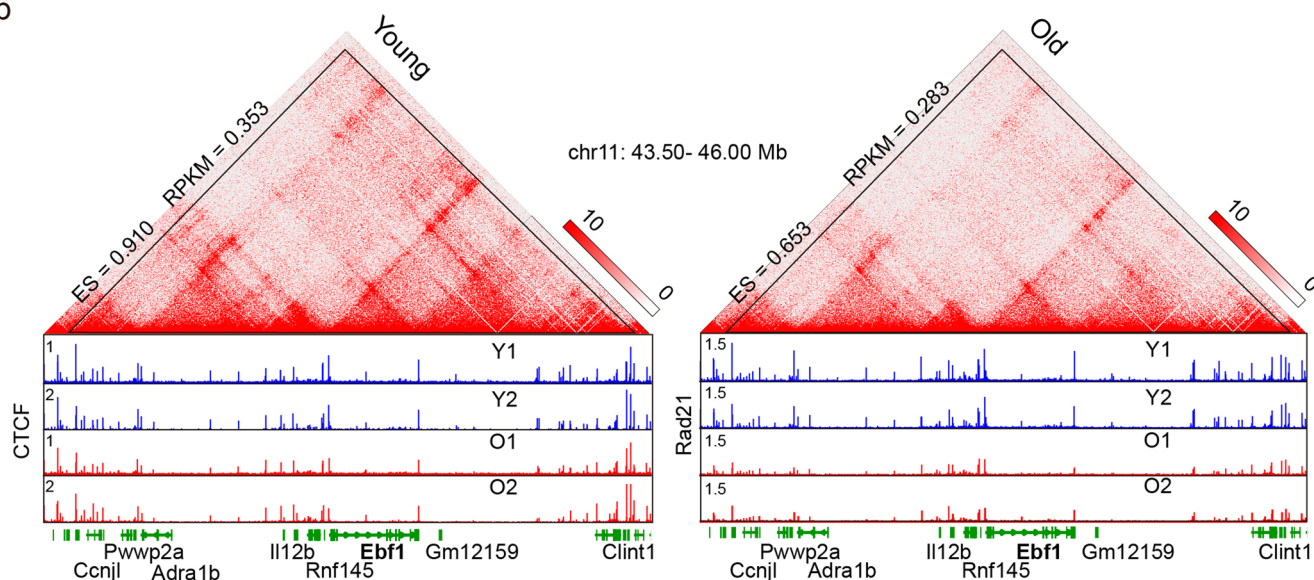 b
Young
Old
RPKM = 0.353
RPKM = 0.283
chr11: 43.50- 46.00 Mb
ES = 0.910
ES = 0.653
10
0
10
0
CTCF
1
Y1
2
Y2
1
O1
2
O2
Rad21
1.5
Y1
1.5
Y2
1.5
O1
1.5
O2
Pwwp2a Il12b Ebf1 Gm12159 Clint1
Ccnjl Adra1b Rnf145
Pwwp2a Il12b Ebf1 Gm12159 Clint1
Ccnjl Adra1b Rnf145